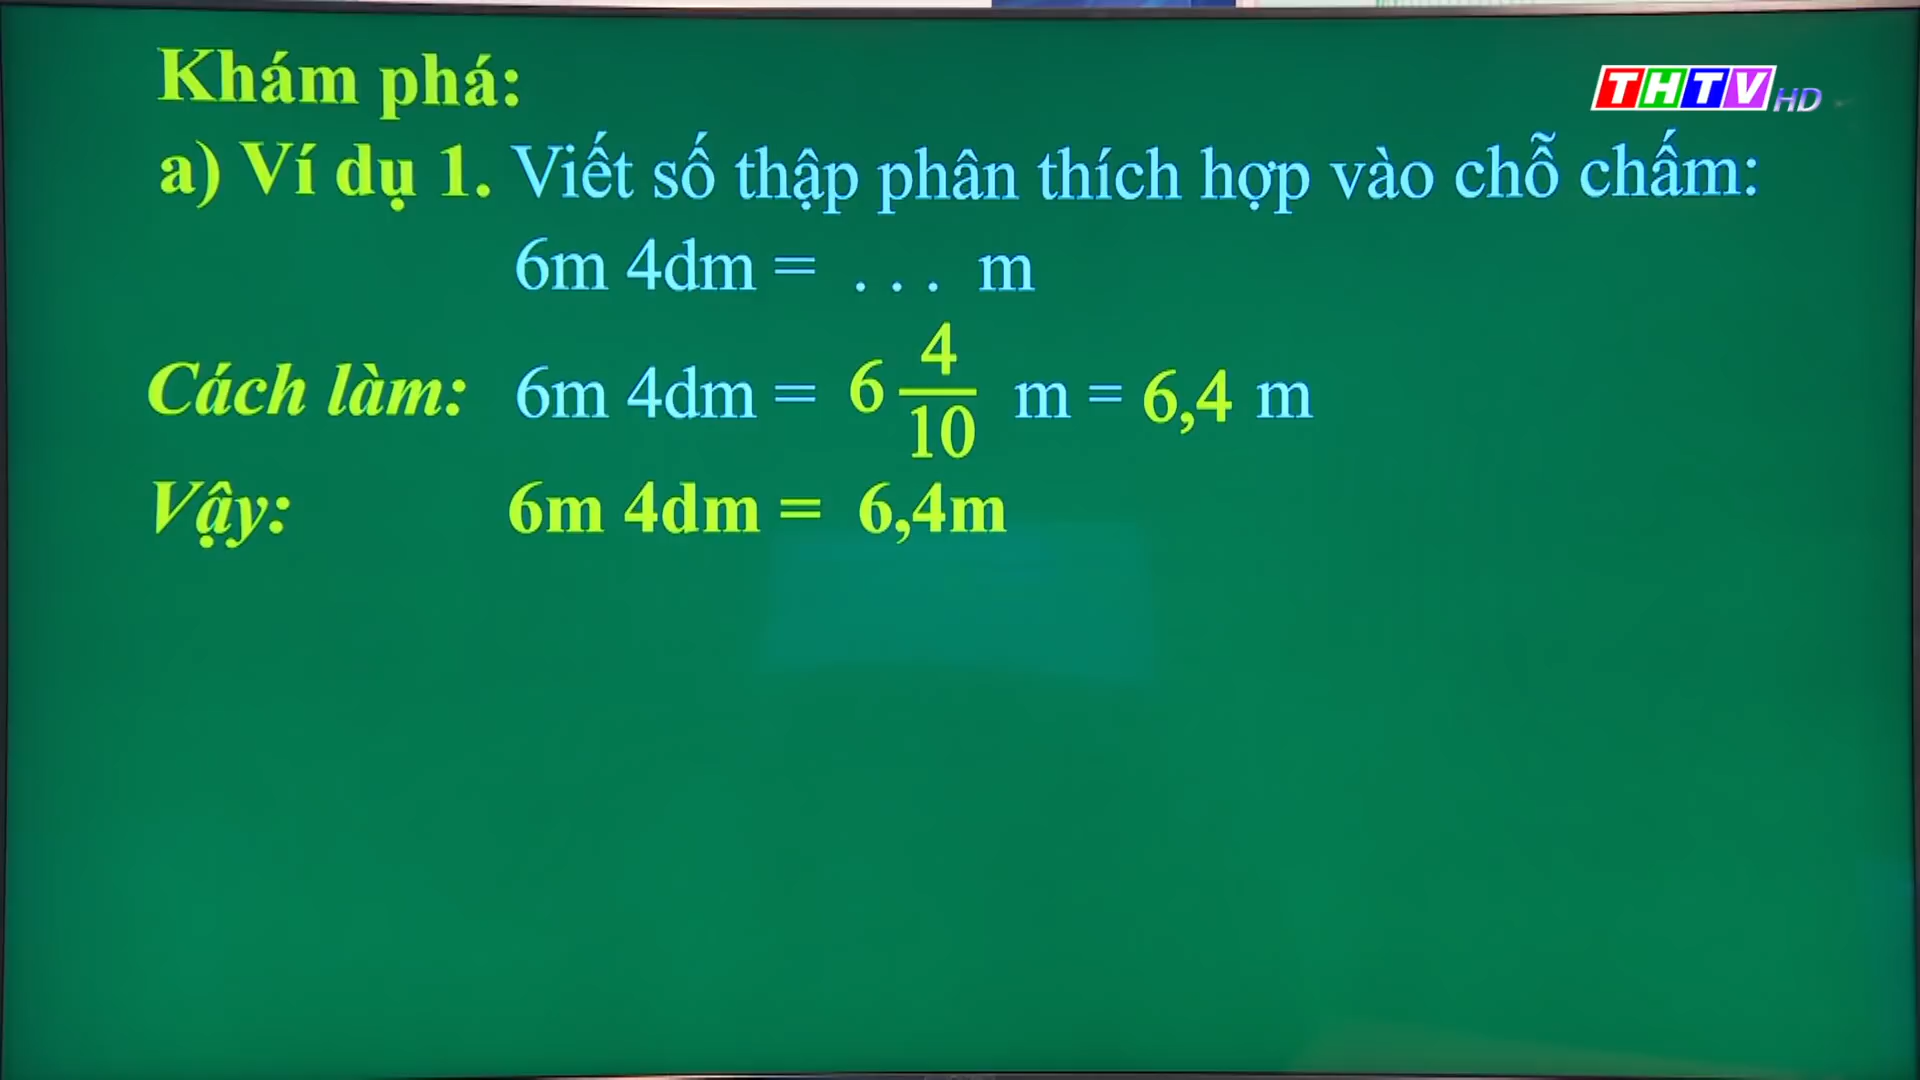 THTV HD
Khám phá:
a) Ví dụ 1. Viết số thập phân thích hợp vào chỗ chấm:
6m 4dm = . . . m
Cách làm: 6m 4dm = 6 4/10 m = 6,4 m
Vậy: 6m 4dm = 6,4m